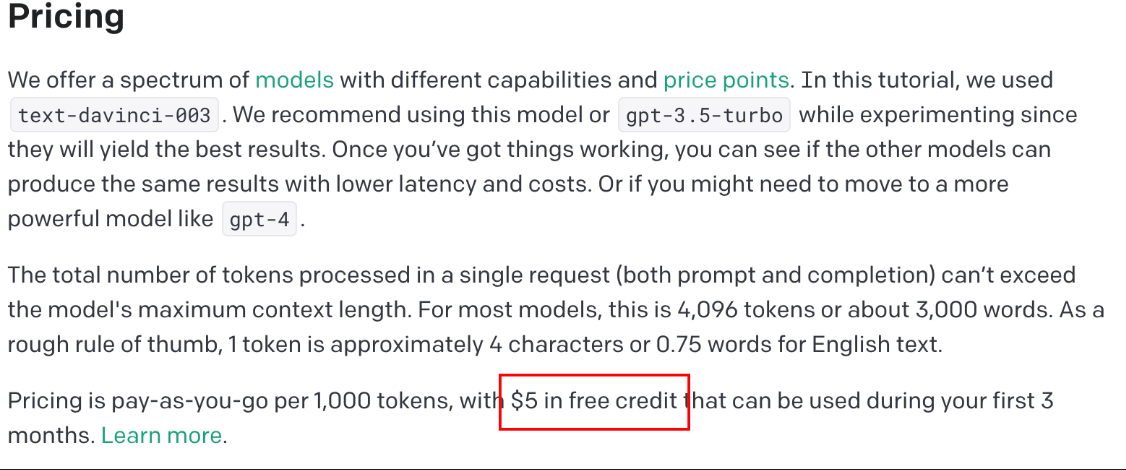 Pricing
We offer a spectrum of models with different capabilities and price points. In this tutorial, we used
text-davinci-003 . We recommend using this model or gpt-3.5-turbo while experimenting since
they will yield the best results. Once you’ve got things working, you can see if the other models can
produce the same results with lower latency and costs. Or if you might need to move to a more
powerful model like gpt-4 .
The total number of tokens processed in a single request (both prompt and completion) can’t exceed
the model's maximum context length. For most models, this is 4,096 tokens or about 3,000 words. As a
rough rule of thumb, 1 token is approximately 4 characters or 0.75 words for English text.
Pricing is pay-as-you-go per 1,000 tokens, with $5 in free credit that can be used during your first 3
months. Learn more.